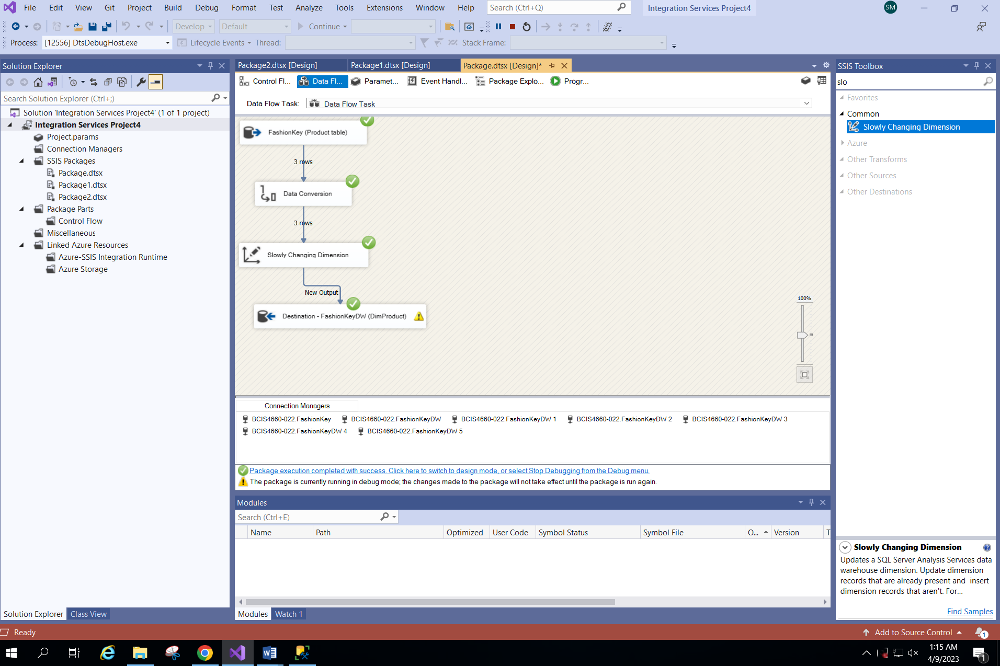 File Edit View Git Project Build Debug Format Test Analyze Tools Extensions Window Help Search (Ctrl+Q) Integration Services Project4 SM
Develop Default Continue
Process: [12556] DtsDebugHost.exe Lifecycle Events Thread: Stack Frame:
Solution Explorer
Search Solution Explorer (Ctrl+;)
Solution 'Integration Services Project4' (1 of 1 project)
Integration Services Project4
Project.params
Connection Managers
SSIS Packages
Package.dtsx
Package1.dtsx
Package2.dtsx
Package Parts
Control Flow
Miscellaneous
Linked Azure Resources
Azure-SSIS Integration Runtime
Azure Storage
Solution Explorer Class View
Package2.dtsx [Design] Package1.dtsx [Design] Package.dtsx [Design]*
Control Fl... Data Fl... Paramet... Event Handl... Package Explo... Progr...
Data Flow Task: Data Flow Task
FashionKey (Product table)
3 rows
Data Conversion
3 rows
Slowly Changing Dimension
New Output
Destination - FashionKeyDW (DimProduct)
100%
Connection Managers
BCIS4660-022.FashionKey BCIS4660-022.FashionKeyDW BCIS4660-022.FashionKeyDW 1 BCIS4660-022.FashionKeyDW 2 BCIS4660-022.FashionKeyDW 3
BCIS4660-022.FashionKeyDW 4 BCIS4660-022.FashionKeyDW 5
Package execution completed with success. Click here to switch to design mode, or select Stop Debugging from the Debug menu.
The package is currently running in debug mode; the changes made to the package will not take effect until the package is run again.
Modules
Search (Ctrl+E)
Name Path Optimized User Code Symbol Status Symbol File O... Version T
Modules Watch 1
SSIS Toolbox
slo
Favorites
Common
Slowly Changing Dimension
Azure
Other Transforms
Other Sources
Other Destinations
Slowly Changing Dimension
Updates a SQL Server Analysis Services data
warehouse dimension. Update dimension
records that are already present and insert
dimension records that aren't. For...
Find Samples
Ready Add to Source Control 1
1:15 AM
4/9/2023
1